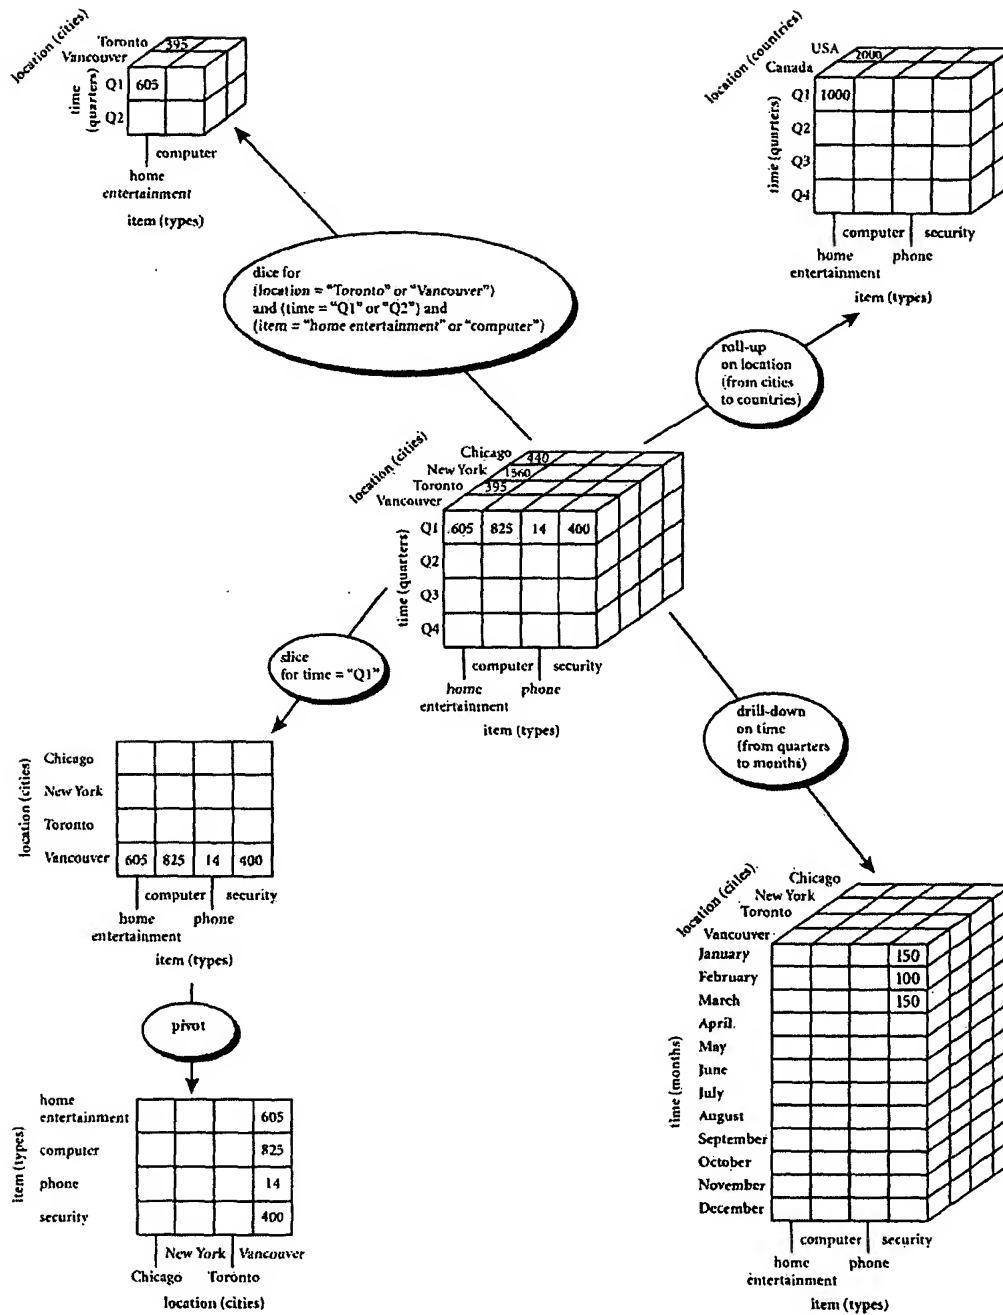 location (cities)
Toronto 395
Vancouver
time (quarters)
Q1 605
Q2
computer
home entertainment
item (types)
location (countries)
USA 2000
Canada
time (quarters)
Q1 1000
Q2
Q3
Q4
computer security
home entertainment phone
item (types)
dice for
(location = "Toronto" or "Vancouver")
and (time = "Q1" or "Q2") and
(item = "home entertainment" or "computer")
roll-up
on location
(from cities
to countries)
location (cities)
Chicago 440
New York 1560
Toronto 395
Vancouver
time (quarters)
Q1 605 825 14 400
Q2
Q3
Q4
computer security
home entertainment phone
item (types)
slice
for time = "Q1"
drill-down
on time
(from quarters
to months)
location (cities)
Chicago
New York
Toronto
Vancouver 605 825 14 400
computer security
home entertainment phone
item (types)
pivot
item (types)
home entertainment 605
computer 825
phone 14
security 400
New York Vancouver
Chicago Toronto
location (cities)
location (cities)
Chicago
New York
Toronto
Vancouver
time (months)
January 150
February 100
March 150
April
May
June
July
August
September
October
November
December
computer security
home entertainment phone
item (types)